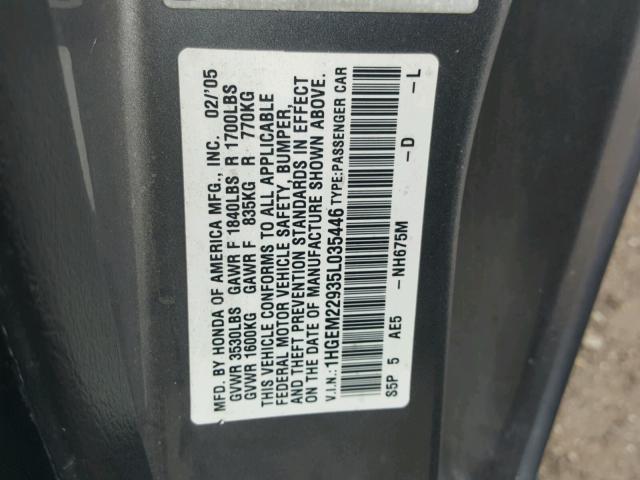 MFD. BY HONDA OF AMERICA MFG., INC. 02/'05
GVWR 3530LBS GAWR F 1840LBS R 1700LBS
GVWR 1600KG GAWR F 835KG R 770KG
THIS VEHICLE CONFORMS TO ALL APPLICABLE
FEDERAL MOTOR VEHICLE SAFETY, BUMPER,
AND THEFT PREVENTION STANDARDS IN EFFECT
ON THE DATE OF MANUFACTURE SHOWN ABOVE.
V.I.N.: 1HGEM22935L035446 TYPE: PASSENGER CAR
S5P 5 AE5 -NH675M -D -L